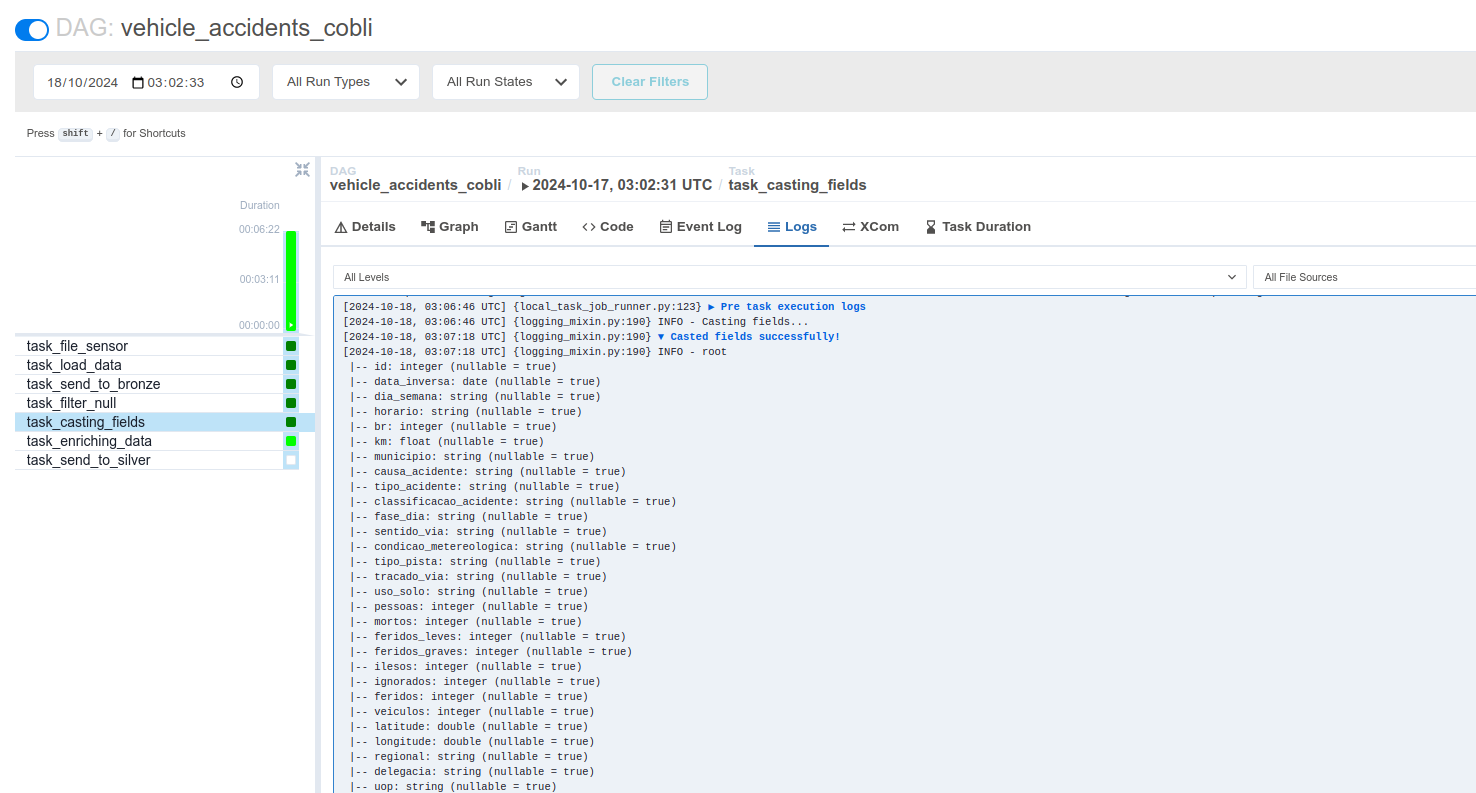 DAG: vehicle_accidents_cobli
18/10/2024 03:02:33 All Run Types All Run States Clear Filters
Press shift + / for Shortcuts
Duration
00:06:22
00:03:11
00:00:00
task_file_sensor
task_load_data
task_send_to_bronze
task_filter_null
task_casting_fields
task_enriching_data
task_send_to_silver
DAG Run Task
vehicle_accidents_cobli / ▶ 2024-10-17, 03:02:31 UTC / task_casting_fields
Details Graph Gantt <> Code Event Log Logs XCom Task Duration
All Levels All File Sources
[2024-10-18, 03:06:46 UTC] {local_task_job_runner.py:123} ▶ Pre task execution logs
[2024-10-18, 03:06:46 UTC] {logging_mixin.py:190} INFO - Casting fields...
[2024-10-18, 03:07:18 UTC] {logging_mixin.py:190} ▼ Casted fields successfully!
[2024-10-18, 03:07:18 UTC] {logging_mixin.py:190} INFO - root
|-- id: integer (nullable = true)
|-- data_inversa: date (nullable = true)
|-- dia_semana: string (nullable = true)
|-- horario: string (nullable = true)
|-- br: integer (nullable = true)
|-- km: float (nullable = true)
|-- municipio: string (nullable = true)
|-- causa_acidente: string (nullable = true)
|-- tipo_acidente: string (nullable = true)
|-- classificacao_acidente: string (nullable = true)
|-- fase_dia: string (nullable = true)
|-- sentido_via: string (nullable = true)
|-- condicao_metereologica: string (nullable = true)
|-- tipo_pista: string (nullable = true)
|-- tracado_via: string (nullable = true)
|-- uso_solo: string (nullable = true)
|-- pessoas: integer (nullable = true)
|-- mortos: integer (nullable = true)
|-- feridos_leves: integer (nullable = true)
|-- feridos_graves: integer (nullable = true)
|-- ilesos: integer (nullable = true)
|-- ignorados: integer (nullable = true)
|-- feridos: integer (nullable = true)
|-- veiculos: integer (nullable = true)
|-- latitude: double (nullable = true)
|-- longitude: double (nullable = true)
|-- regional: string (nullable = true)
|-- delegacia: string (nullable = true)
|-- uop: string (nullable = true)